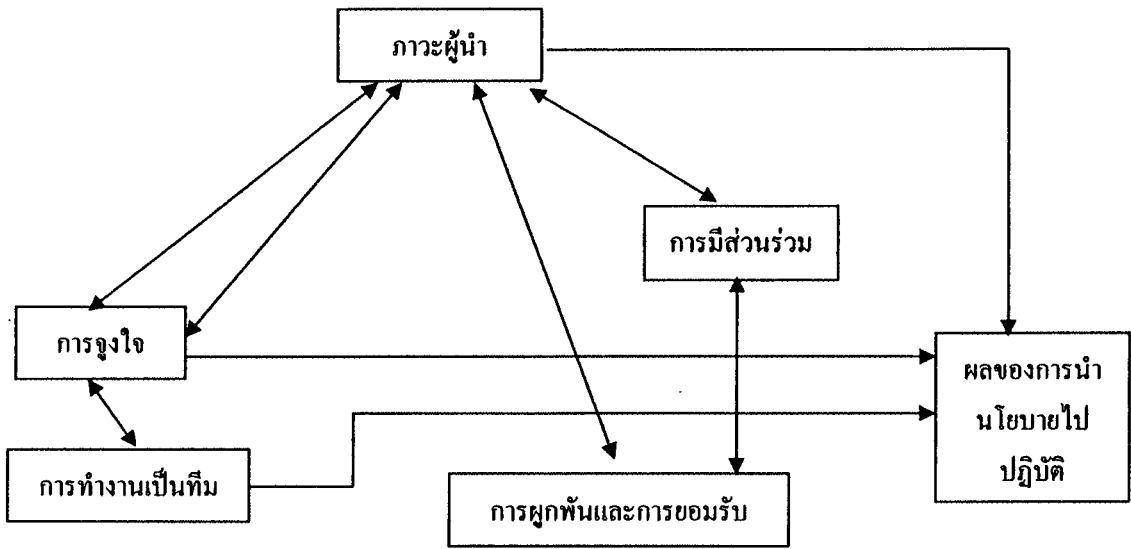 ภาวะผู้นำ
การมีส่วนร่วม
การจูงใจ
ผลของการนำ
นโยบายไป
ปฏิบัติ
การทำงานเป็นทีม
การผูกพันและการยอมรับ